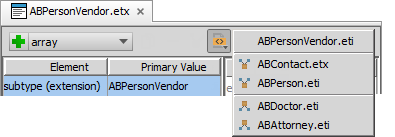 ABPersonVendor.etx
array
ABPersonVendor.eti
Element
Primary Value
ABContact.etx
subtype (extension)
ABPersonVendor
ABPerson.eti
ABDoctor.eti
ABAttorney.eti